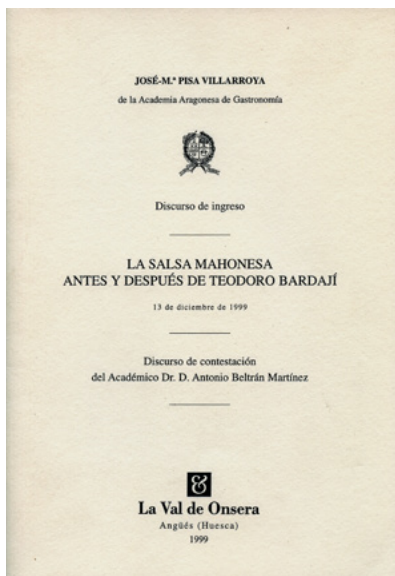 JOSÉ-M.ª PISA VILLARROYA
de la Academia Aragonesa de Gastronomía
Discurso de ingreso
LA SALSA MAHONESA
ANTES Y DESPUÉS DE TEODORO BARDAJÍ
13 de diciembre de 1999
Discurso de contestación
del Académico Dr. D. Antonio Beltrán Martínez
&
La Val de Onsera
Angüés (Huesca)
1999